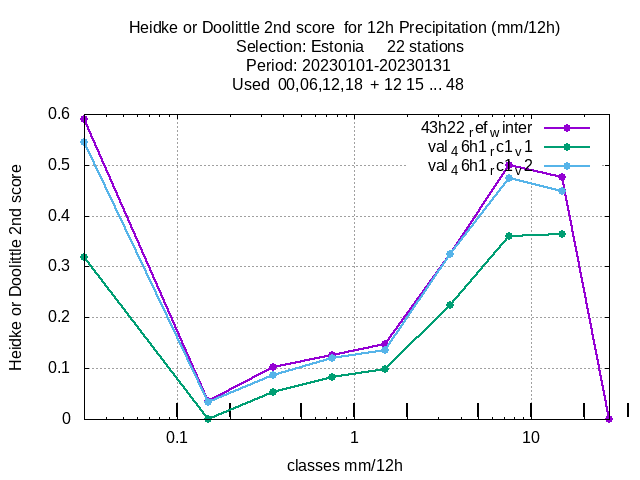 Heidke or Doolittle 2nd score  for 12h Precipitation (mm/12h)
Selection: Estonia     22 stations
Period: 20230101-20230131
Used  00,06,12,18  + 12 15 ... 48
43h22_ref_winter
val_46h1_rc1_v1
val_46h1_rc1_v2
Heidke or Doolittle 2nd score
0.6
0.5
0.4
0.3
0.2
0.1
0
0.1
1
10
classes mm/12h